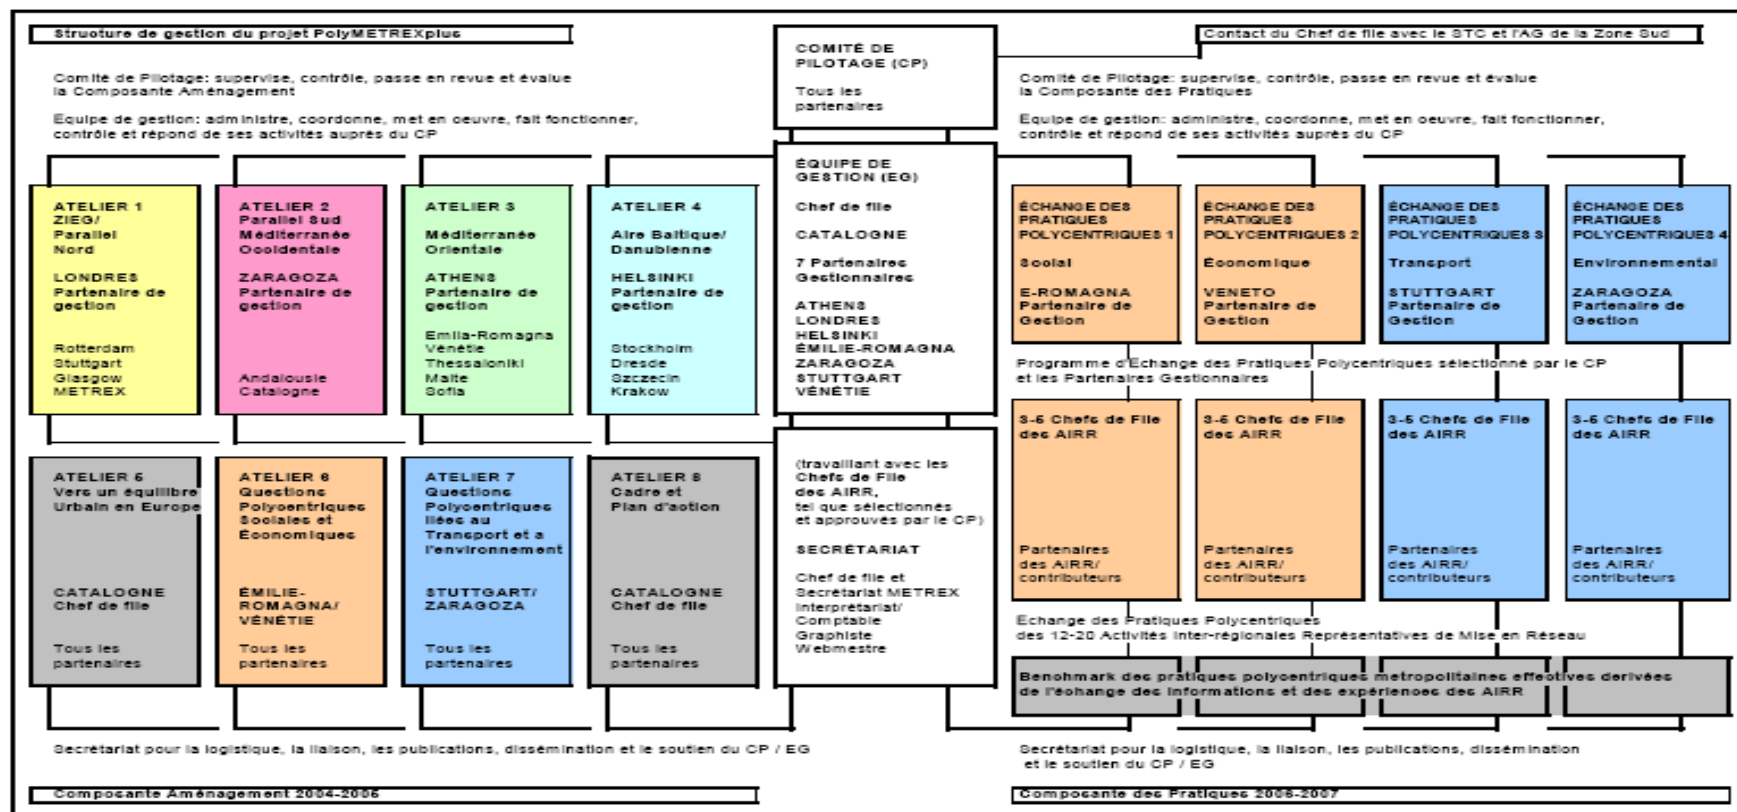 Structure de gestion du projet PolyMETREXplus
Comité de Pilotage: supervise, contrôle, passe en revue et évalue
la Composante Aménagement
Equipe de gestion: administre, coordonne, met en oeuvre, fait fonctionner,
contrôle et répond de ses activités auprès du CP
COMITÉ DE
PILOTAGE (CP)
Tous les
partenaires
Contact du Chef de file avec le STC et l'AG de la Zone Sud
Comité de Pilotage: supervise, contrôle, passe en revue et évalue
la Composante des Pratiques
Equipe de gestion: administre, coordonne, met en oeuvre, fait fonctionner,
contrôle et répond de ses activités auprès du CP
ATELIER 1
ZIEG/
Parallel
Nord
LONDRES
Partenaire de
gestion
Rotterdam
Stuttgart
Glasgow
METREX
ATELIER 2
Parallel Sud
Méditerranée
Occidentale
ZARAGOZA
Partenaire de
gestion
Andalousie
Catalogne
ATELIER 3
Méditerranée
Orientale
ATHENS
Partenaire de
gestion
Emila-Romagna
Vénétie
Thessaloniki
Malte
Sofia
ATELIER 4
Aire Baltique/
Danubienne
HELSINKI
Partenaire de
gestion
Stockholm
Dresde
Szczecin
Krakow
ÉQUIPE DE
GESTION (EG)
Chef de file
CATALOGNE
7 Partenaires
Gestionnaires
ATHENS
LONDRES
HELSINKI
ÉMILIE-ROMAGNA
ZARAGOZA
STUTTGART
VÉNÉTIE
ÉCHANGE DES
PRATIQUES
POLYCENTRIQUES 1
Social
E-ROMAGNA
Partenaire de
Gestion
ÉCHANGE DES
PRATIQUES
POLYCENTRIQUES 2
Économique
VENETO
Partenaire de
Gestion
ÉCHANGE DES
PRATIQUES
POLYCENTRIQUES 3
Transport
STUTTGART
Partenaire de
Gestion
ÉCHANGE DES
PRATIQUES
POLYCENTRIQUES 4
Environnemental
ZARAGOZA
Partenaire de
Gestion
Programme d'Échange des Pratiques Polycentriques sélectionné par le CP
et les Partenaires Gestionnaires
ATELIER 5
Vers un équilibre
Urbain en Europe
CATALOGNE
Chef de file
Tous les
partenaires
ATELIER 6
Questions
Polycentriques
Sociales et
Économiques
ÉMILIE-
ROMAGNA/
VÉNÉTIE
Tous les
partenaires
ATELIER 7
Questions
Polycentriques
liées au
Transport et a
l'environnement
STUTTGART/
ZARAGOZA
Tous les
partenaires
ATELIER 8
Cadre et
Plan d'action
CATALOGNE
Chef de file
Tous les
partenaires
(travaillant avec les
Chefs de File
des AIRR,
tel que sélectionnés
et approuvés par le CP)
SECRÉTARIAT
Chef de file et
Secrétariat METREX
Interprétariat/
Comptable
Graphiste
Webmestre
3-5 Chefs de File
des AIRR
Partenaires
des AIRR/
contributeurs
3-5 Chefs de File
des AIRR
Partenaires
des AIRR/
contributeurs
3-5 Chefs de File
des AIRR
Partenaires
des AIRR/
contributeurs
3-5 Chefs de File
des AIRR
Partenaires
des AIRR/
contributeurs
Echange des Pratiques Polycentriques
des 12-20 Activités Inter-régionales Représentatives de Mise en Réseau
Benchmark des pratiques polycentriques metropolitaines effectives derivées
de l'échange des informations et des expériences des AIRR
Secrétariat pour la logistique, la liaison, les publications, dissémination et le soutien du CP / EG
Secrétariat pour la logistique, la liaison, les publications, dissémination
et le soutien du CP / EG
Composante Aménagement 2004-2005
Composante des Pratiques 2006-2007